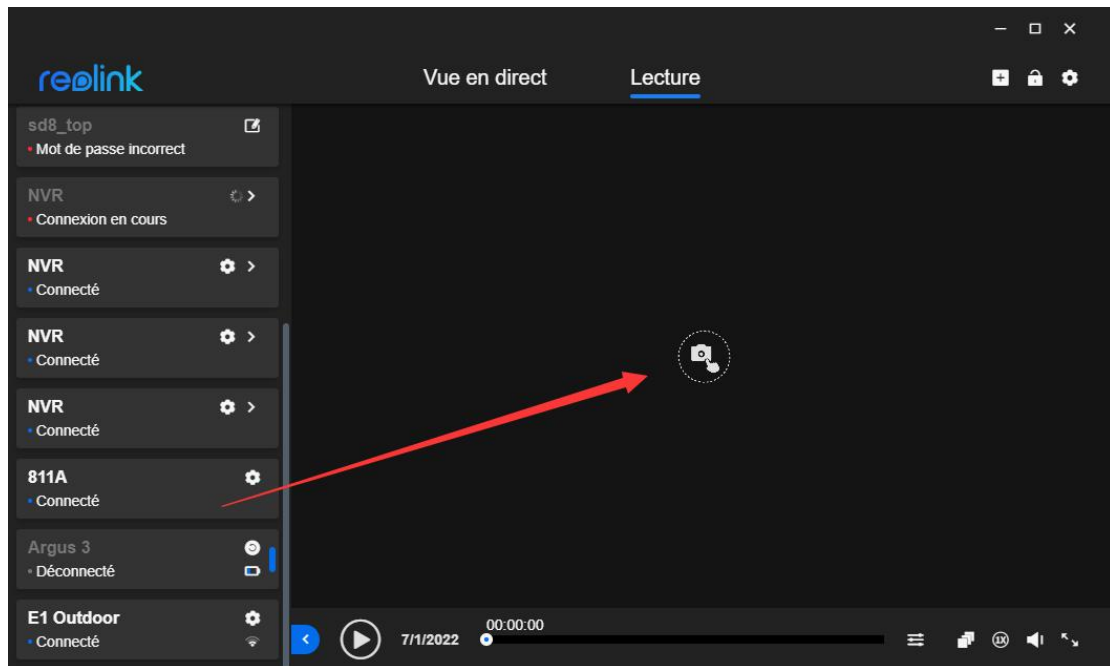 reolink
Vue en direct
Lecture
sd8_top
Mot de passe incorrect
NVR
Connexion en cours
NVR
Connecté
NVR
Connecté
NVR
Connecté
811A
Connecté
Argus 3
Déconnecté
E1 Outdoor
Connecté
00:00:00
7/1/2022
1X